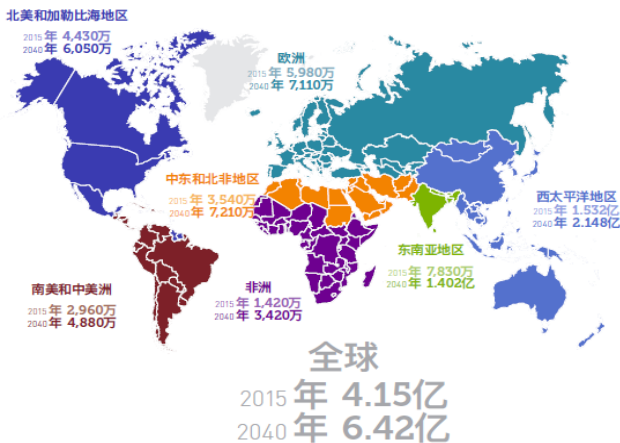 北美和加勒比海地区
2015 年 4,430万
2040 年 6,050万
欧洲
2015 年 5,980万
2040 年 7,110万
中东和北非地区
2015 年 3,540万
2040 年 7,210万
西太平洋地区
2015 年 1.532亿
2040 年 2.148亿
东南亚地区
2015 年 7,830万
2040 年 1.402亿
南美和中美洲
2015 年 2,960万
2040 年 4,880万
非洲
2015 年 1,420万
2040 年 3,420万
全球
2015 年 4.15亿
2040 年 6.42亿